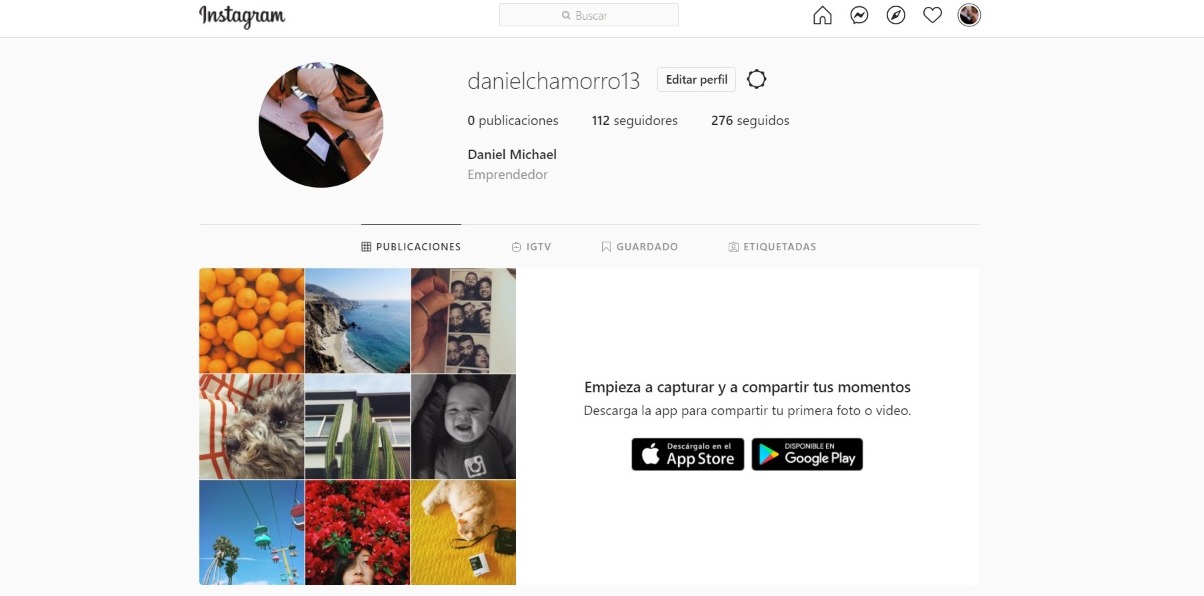 Instagram
Buscar
danielchamorro13 Editar perfil
0 publicaciones 112 seguidores 276 seguidos
Daniel Michael
Emprendedor
PUBLICACIONES IGTV GUARDADO ETIQUETADAS
Empieza a capturar y a compartir tus momentos
Descarga la app para compartir tu primera foto o video.
Descárgalo en el
App Store
DISPONIBLE EN
Google Play